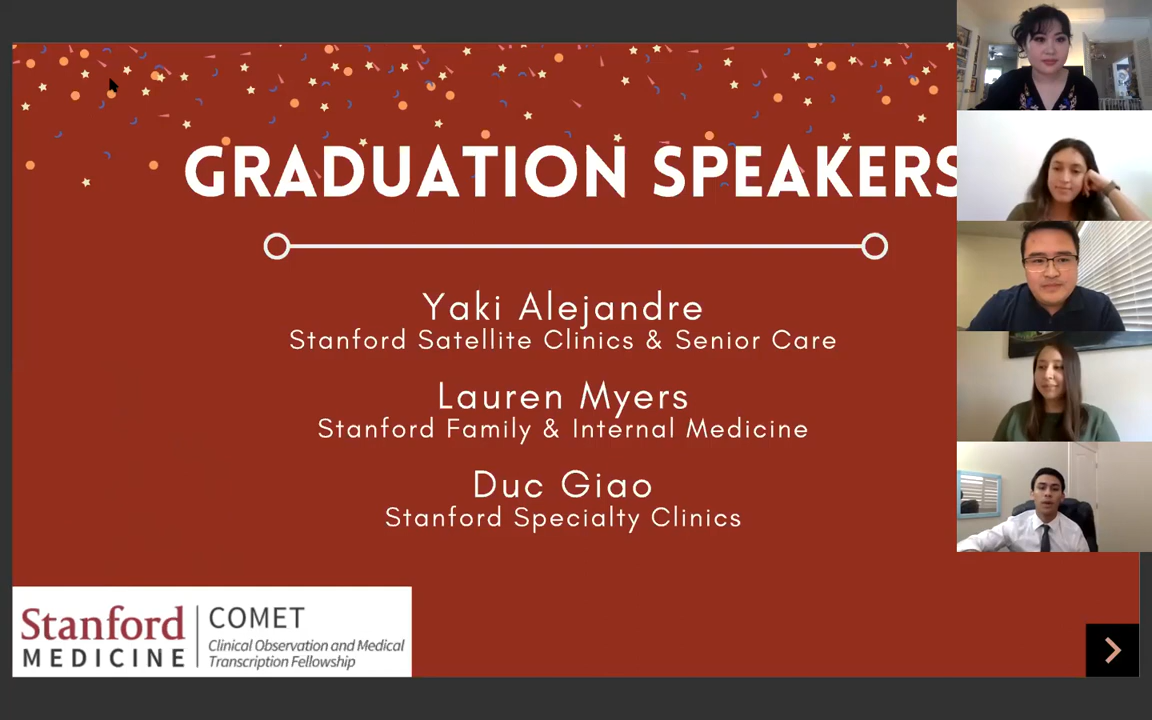 GRADUATION SPEAKERS
Yaki Alejandre
Stanford Satellite Clinics & Senior Care
Lauren Myers
Stanford Family & Internal Medicine
Duc Giao
Stanford Specialty Clinics
Stanford
MEDICINE
COMET
Clinical Observation and Medical
Transcription Fellowship